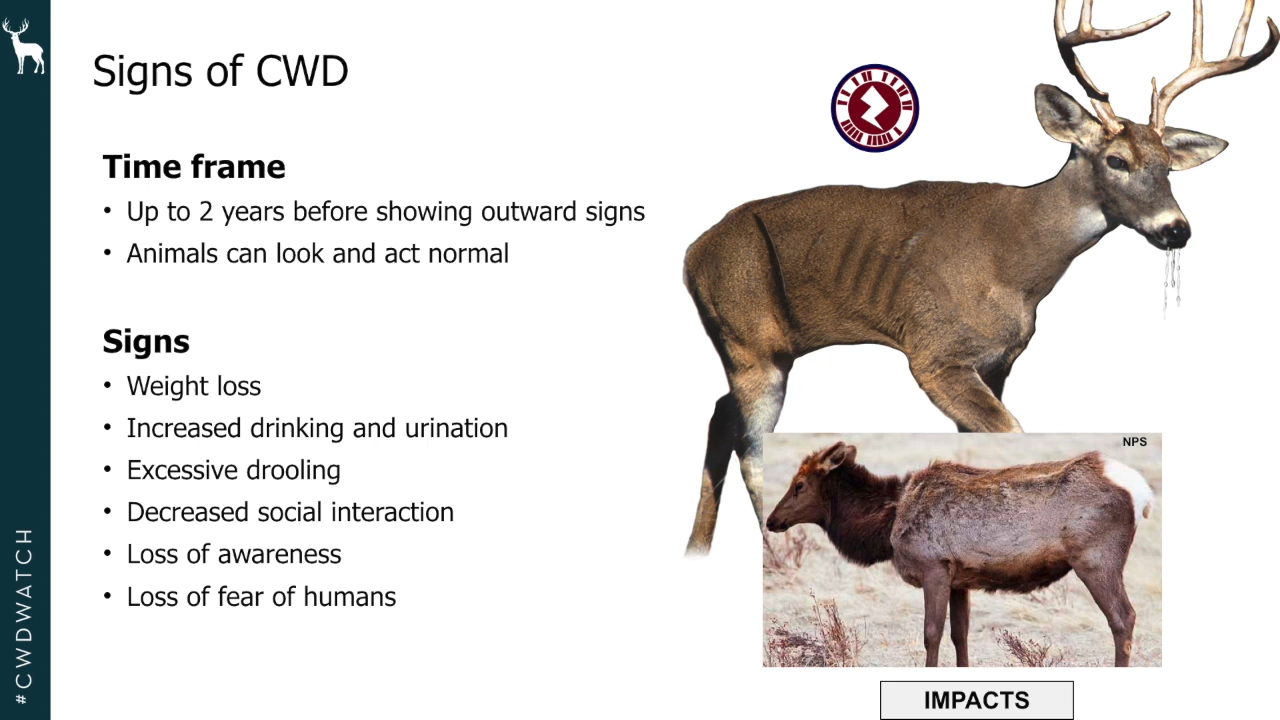 Signs of CWD
Time frame
• Up to 2 years before showing outward signs
• Animals can look and act normal
Signs
• Weight loss
• Increased drinking and urination
• Excessive drooling
• Decreased social interaction
• Loss of awareness
• Loss of fear of humans
NPS
IMPACTS
#CWDWATCH